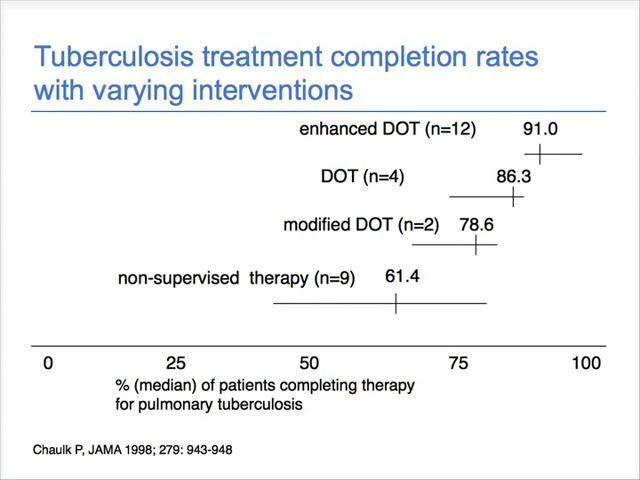 Tuberculosis treatment completion rates
with varying interventions
enhanced DOT (n=12) 91.0
DOT (n=4) 86.3
modified DOT (n=2) 78.6
non-supervised therapy (n=9) 61.4
0 25 50 75 100
% (median) of patients completing therapy
for pulmonary tuberculosis
Chaulk P, JAMA 1998; 279: 943-948